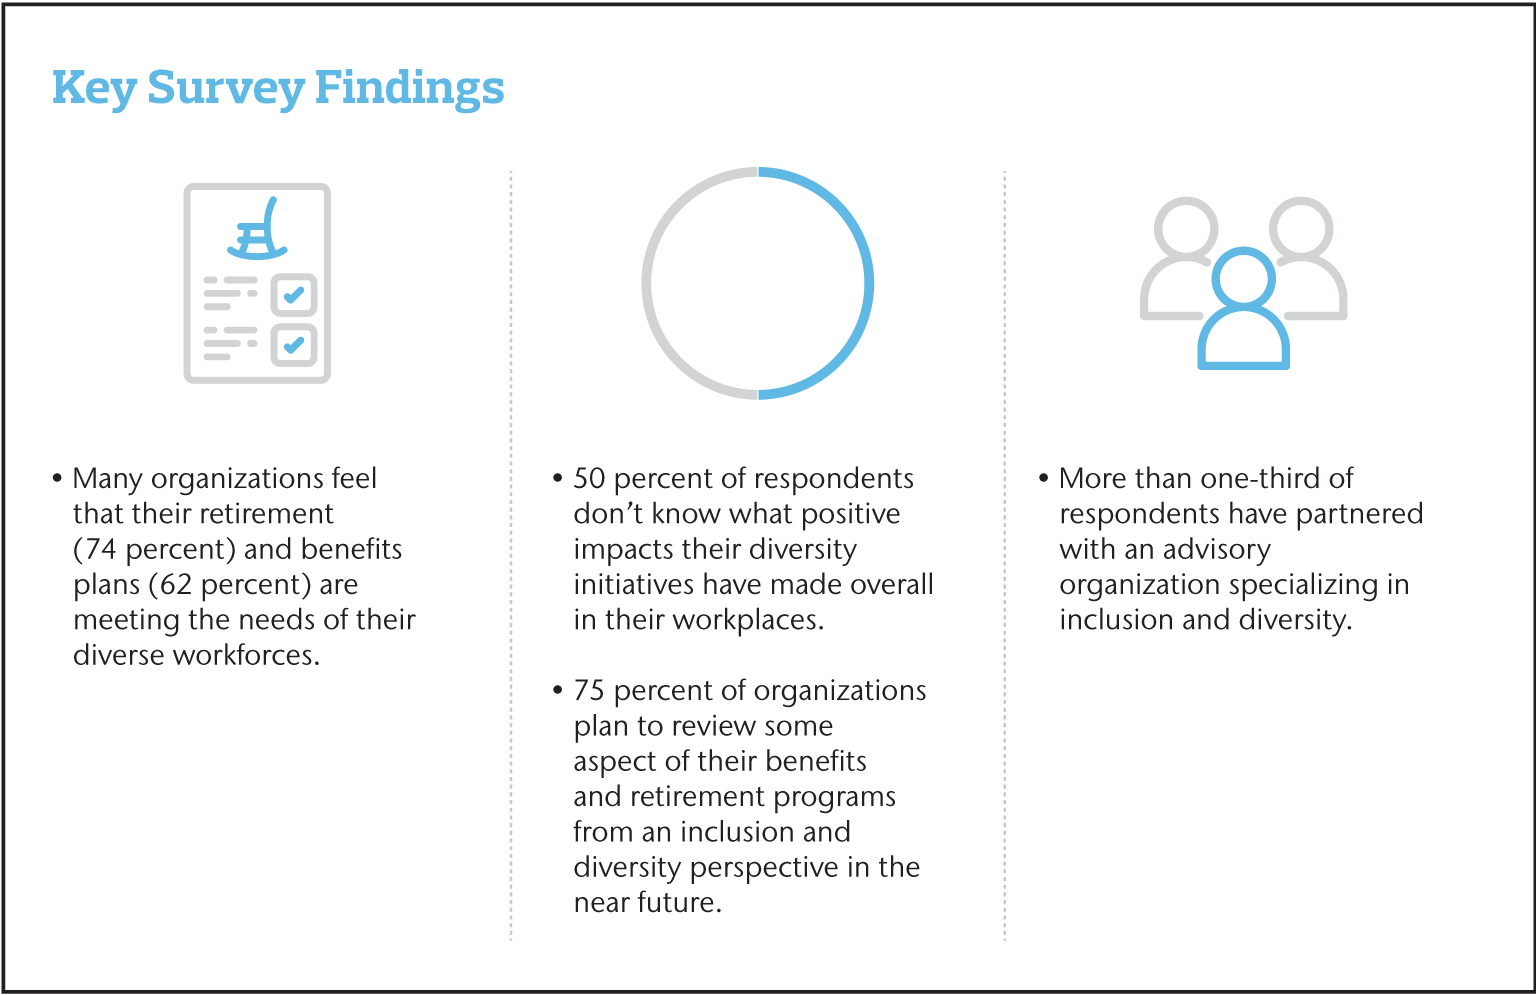 Key Survey Findings
• Many organizations feel
that their retirement
(74 percent) and benefits
plans (62 percent) are
meeting the needs of their
diverse workforces.
• 50 percent of respondents
don’t know what positive
impacts their diversity
initiatives have made overall
in their workplaces.
• 75 percent of organizations
plan to review some
aspect of their benefits
and retirement programs
from an inclusion and
diversity perspective in the
near future.
• More than one-third of
respondents have partnered
with an advisory
organization specializing in
inclusion and diversity.